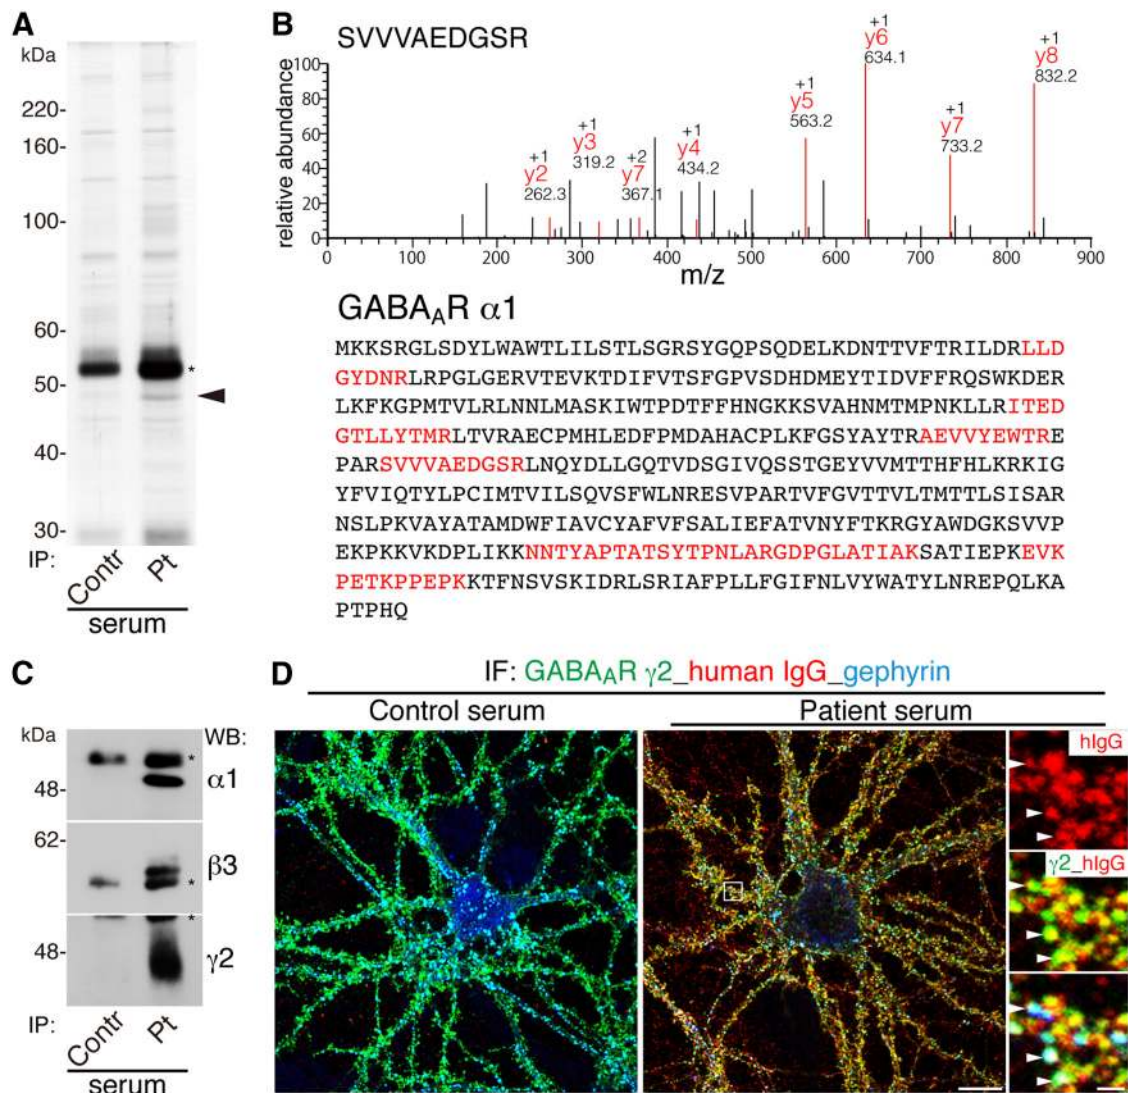 A
kDa
220-
160-
100-
60-
50-
*
40-
30-
IP:
Contr
Pt
serum
B
SVVVAEDGSR
relative abundance
100
80
60
40
20
0
0
100
200
300
400
500
600
700
800
900
m/z
+1
y2
262.3
+1
y3
319.2
+2
y7
367.1
+1
y4
434.2
+1
y5
563.2
+1
y6
634.1
+1
y7
733.2
+1
y8
832.2
GABAAR α1
MKKSRGLSDYLWAWTLILSTLSGRSYGQPSQDELKDNTTVFTRILDRLLD
GYDNRLRPGLGERVTEVKTDIFVTSFGPVSDHDMEYTIDVFFRQSWKDER
LKFKGPMTVLRLNNLMASKIWTPDTFFHNGKKSVAHNMTMPNKLLRITED
GTLLYTMRLTVRAECPMHLEDFPMDAHACPLKFGSYAYTRAEVVYEWTRE
PARSVVVAEDGSRLNQYDLLGQTVDSGIVQSSTGEYVVMTTHFHLKRKIG
YFVIQTYLPCIMTVILSQVSFWLNRESVPARTVFGVTTVLTMTTLSISAR
NSLPKVAYATAMDWFIAVCYAFVFSALIEFATVNYFTKRGYAWDGKSVVP
EKPKKVKDPLIKKNNTYAPTATSYTPNLARGDPGLATIAKSATIEPKEVK
PETKPPEPKKTFNSVSKIDRLSRIAFPLLFGIFNLVYWATYLNREPQLKA
PTPHQ
C
kDa
WB:
*
48-
α1
62-
β3
*
*
48-
γ2
IP:
Contr
Pt
serum
D
IF: GABAAR γ2_human IgG_gephyrin
Control serum
Patient serum
hIgG
γ2_hIgG